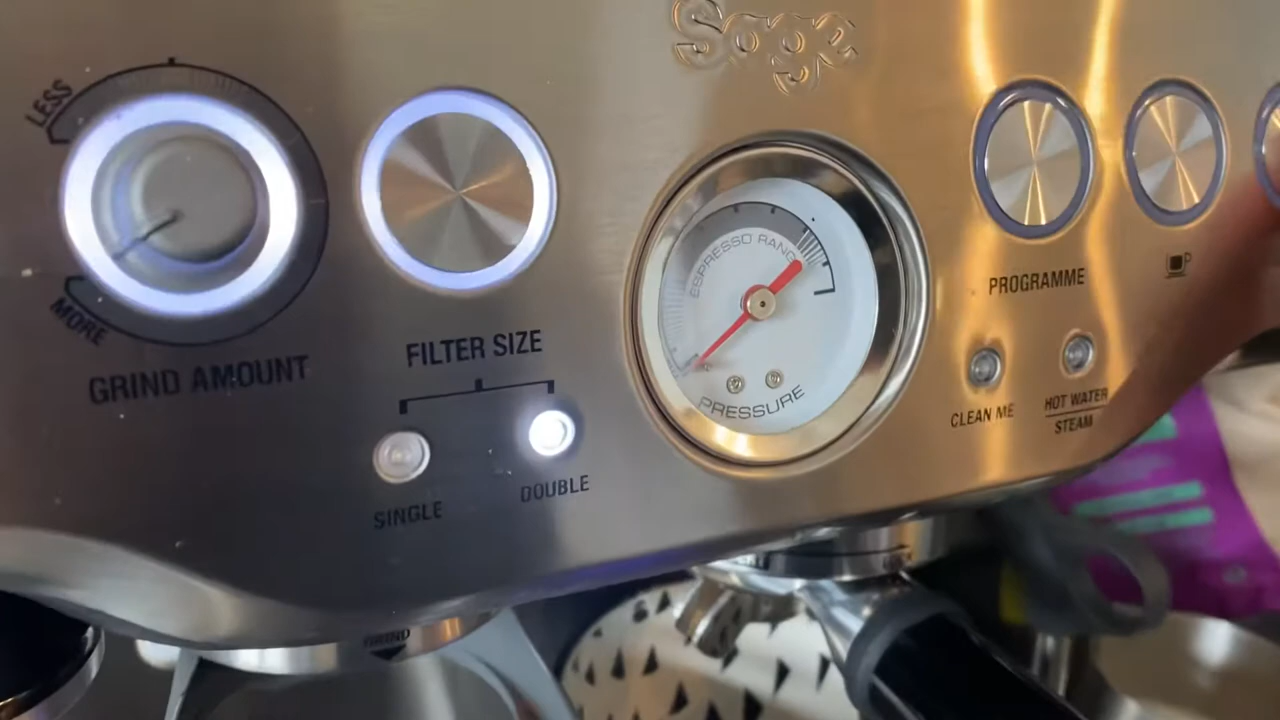 Sage
LESS
MORE
GRIND AMOUNT
FILTER SIZE
SINGLE
DOUBLE
ESPRESSO RANGE
PRESSURE
PROGRAMME
CLEAN ME
HOT WATER
STEAM
GRIND